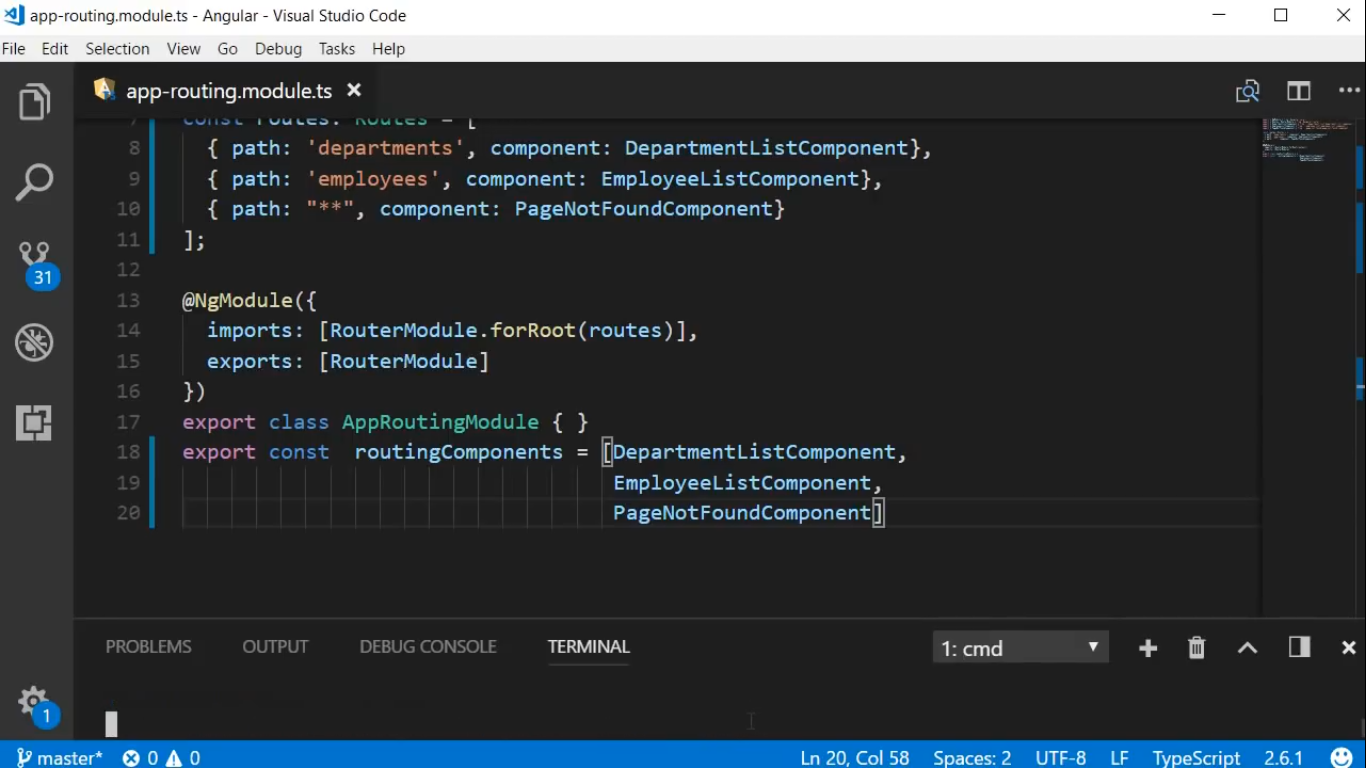 app-routing.module.ts - Angular - Visual Studio Code
File Edit Selection View Go Debug Tasks Help
app-routing.module.ts
7 const routes: Routes = [
8 { path: 'departments', component: DepartmentListComponent},
9 { path: 'employees', component: EmployeeListComponent},
10 { path: "**", component: PageNotFoundComponent}
11 ];
12
13 @NgModule({
14 imports: [RouterModule.forRoot(routes)],
15 exports: [RouterModule]
16 })
17 export class AppRoutingModule { }
18 export const  routingComponents = [DepartmentListComponent,
19 EmployeeListComponent,
20 PageNotFoundComponent]
31
PROBLEMS OUTPUT DEBUG CONSOLE TERMINAL 1: cmd
1
master* 0 0 Ln 20, Col 58 Spaces: 2 UTF-8 LF TypeScript 2.6.1